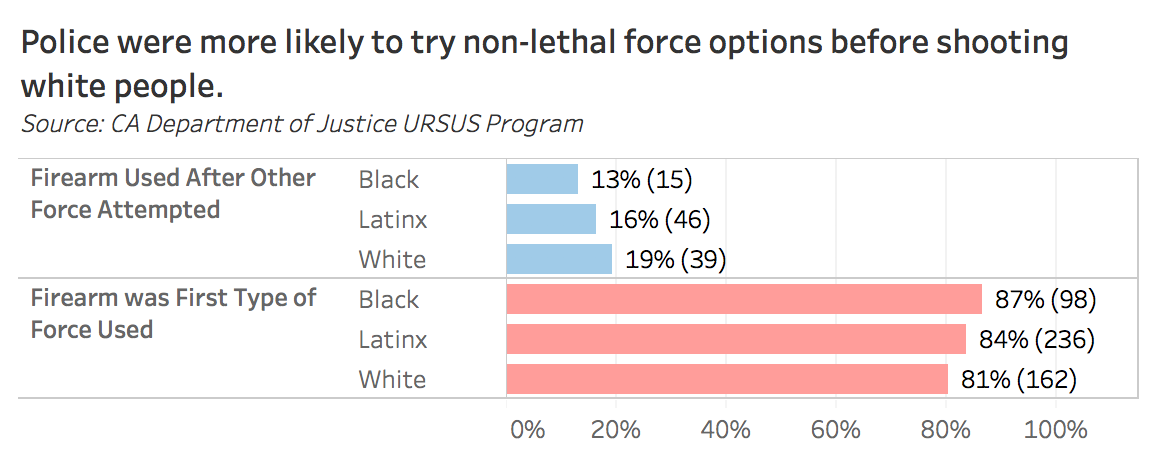 Police were more likely to try non-lethal force options before shooting
white people.
Source: CA Department of Justice URSUS Program
Firearm Used After Other
Force Attempted
Black 13% (15)
Latinx 16% (46)
White 19% (39)
Firearm was First Type of
Force Used
Black 87% (98)
Latinx 84% (236)
White 81% (162)
0% 20% 40% 60% 80% 100%